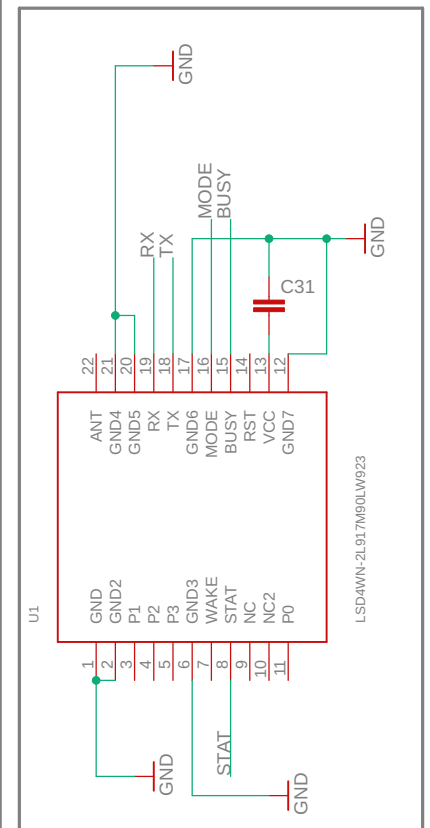 GND
MODE
BUSY
RX
TX
GND
C31
22
21
20
19
18
17
16
15
14
13
12
ANT
GND4
GND5
RX
TX
GND6
MODE
BUSY
RST
VCC
GND7
U1
LSD4WN-2L917M90LW923
GND
GND2
P1
P2
P3
GND3
WAKE
STAT
NC
NC2
P0
1
2
3
4
5
6
7
8
9
10
11
STAT
GND
GND